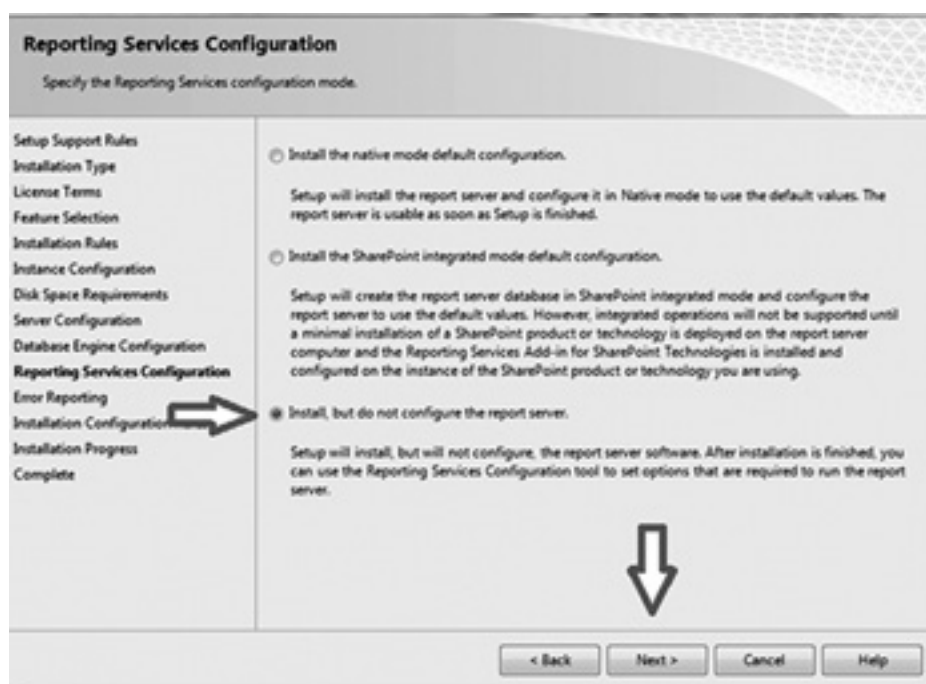 Reporting Services Configuration
Specify the Reporting Services configuration mode.
Setup Support Rules
Installation Type
License Terms
Feature Selection
Installation Rules
Instance Configuration
Disk Space Requirements
Server Configuration
Database Engine Configuration
Reporting Services Configuration
Error Reporting
Installation Configuration
Installation Progress
Complete
Install the native mode default configuration.
Setup will install the report server and configure it in Native mode to use the default values. The
report server is usable as soon as Setup is finished.
Install the SharePoint integrated mode default configuration.
Setup will create the report server database in SharePoint integrated mode and configure the
report server to use the default values. However, integrated operations will not be supported until
a minimal installation of a SharePoint product or technology is deployed on the report server
computer and the Reporting Services Add-in for SharePoint Technologies is installed and
configured on the instance of the SharePoint product or technology you are using.
Install, but do not configure the report server.
Setup will install, but will not configure, the report server software. After installation is finished, you
can use the Reporting Services Configuration tool to set options that are required to run the report
server.
< Back
Next >
Cancel
Help